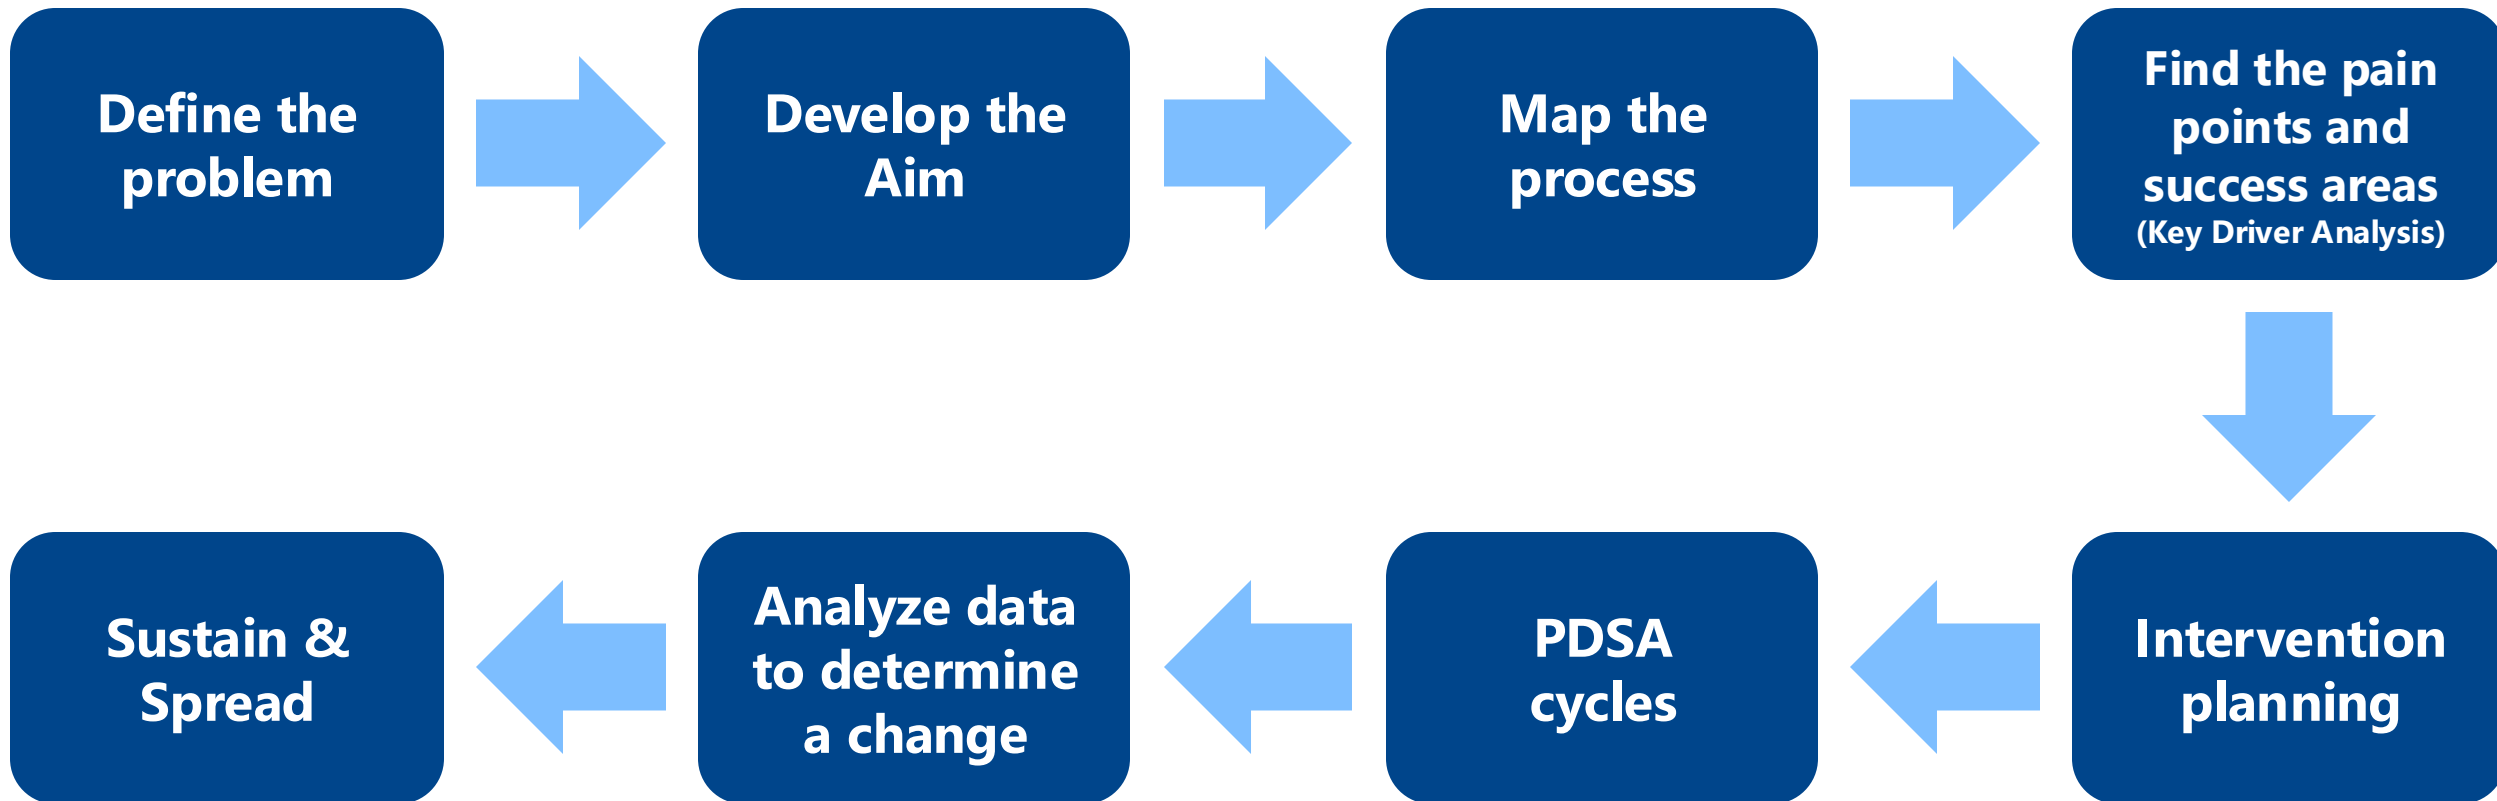 Define the
problem
Develop the
Aim
Map the
process
Find the pain
points and
success areas
(Key Driver Analysis)
Intervention
planning
PDSA
cycles
Analyze data
to determine
a change
Sustain &
Spread